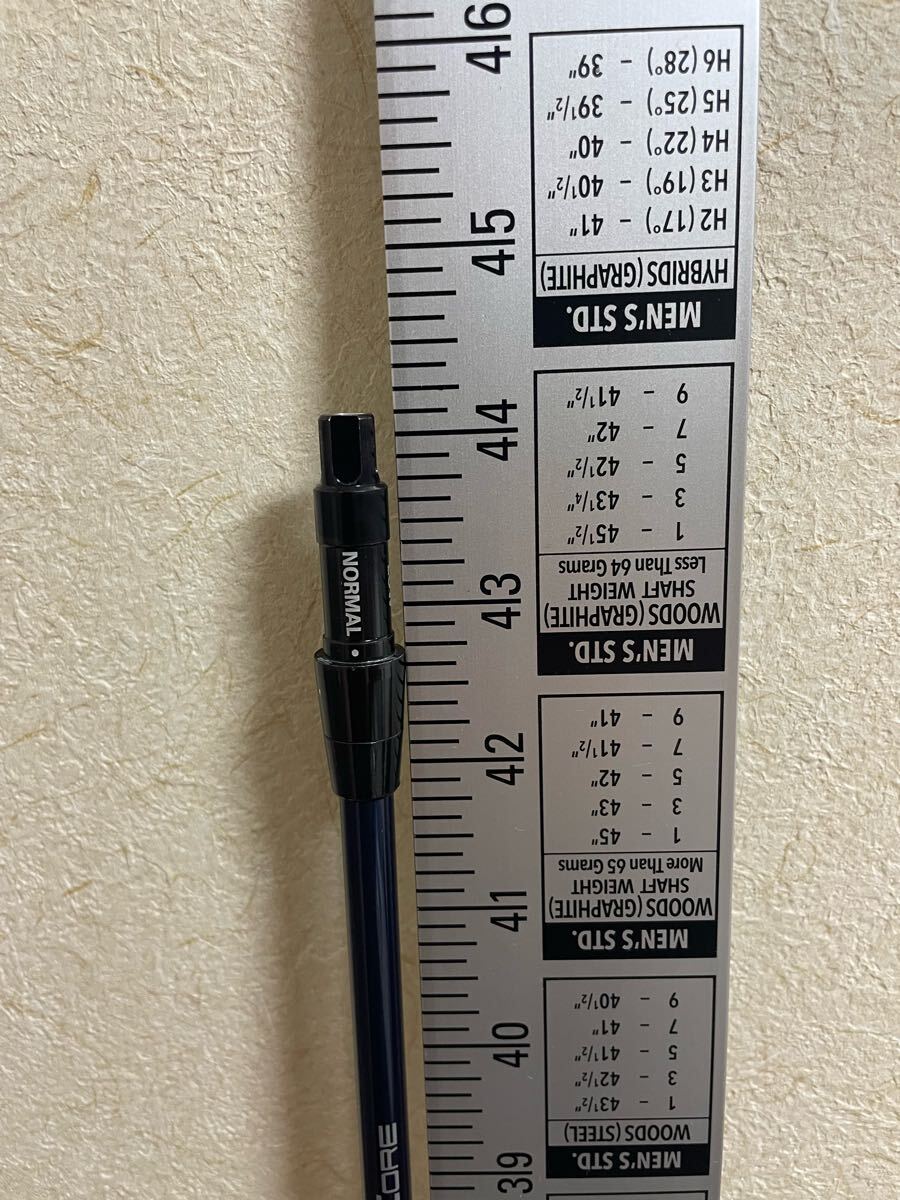 46
45
44
43
42
41
40
39
H6 (28°) - 39"
H5 (25°) - 39 1/2"
H4 (22°) - 40"
H3 (19°) - 40 1/2"
H2 (17°) - 41"
HYBRIDS (GRAPHITE)
MEN'S STD.
9 - 41 1/2"
7 - 42"
5 - 42 1/2"
3 - 43 1/4"
1 - 45 1/2"
Less Than 64 Grams
SHAFT WEIGHT
WOODS (GRAPHITE)
MEN'S STD.
9 - 41"
7 - 41 1/2"
5 - 42"
3 - 43"
1 - 45"
More Than 65 Grams
SHAFT WEIGHT
WOODS (GRAPHITE)
MEN'S STD.
9 - 40 1/2"
7 - 41"
5 - 41 1/2"
3 - 42 1/2"
1 - 43 1/2"
WOODS (STEEL)
MEN'S STD.
NORMAL
CORE